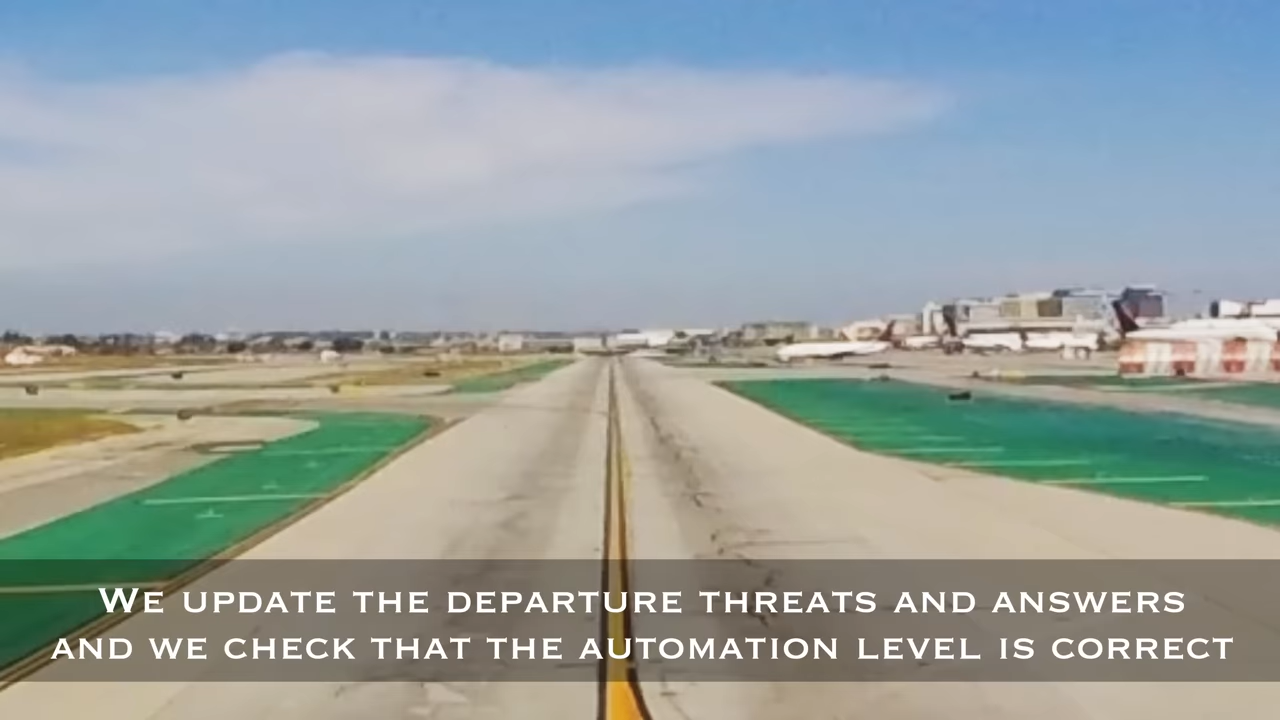 We update the departure threats and answers
and we check that the automation level is correct